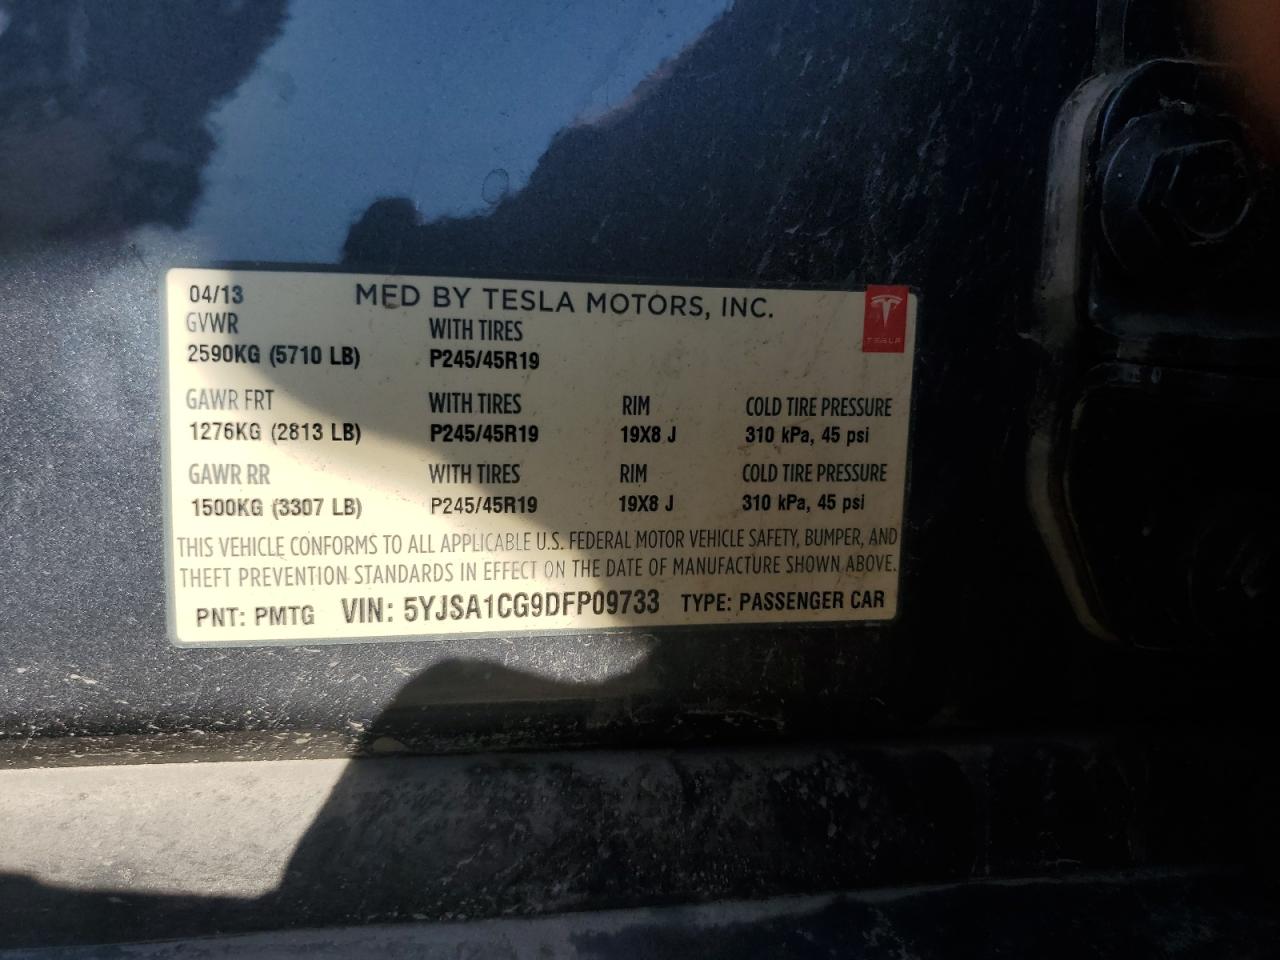 04/13 MFD BY TESLA MOTORS, INC.
GVWR WITH TIRES
2590KG (5710 LB) P245/45R19
TESLA
GAWR FRT WITH TIRES RIM COLD TIRE PRESSURE
1276KG (2813 LB) P245/45R19 19X8 J 310 kPa, 45 psi
GAWR RR WITH TIRES RIM COLD TIRE PRESSURE
1500KG (3307 LB) P245/45R19 19X8 J 310 kPa, 45 psi
THIS VEHICLE CONFORMS TO ALL APPLICABLE U.S. FEDERAL MOTOR VEHICLE SAFETY, BUMPER, AND
THEFT PREVENTION STANDARDS IN EFFECT ON THE DATE OF MANUFACTURE SHOWN ABOVE.
PNT: PMTG VIN: 5YJSA1CG9DFP09733 TYPE: PASSENGER CAR